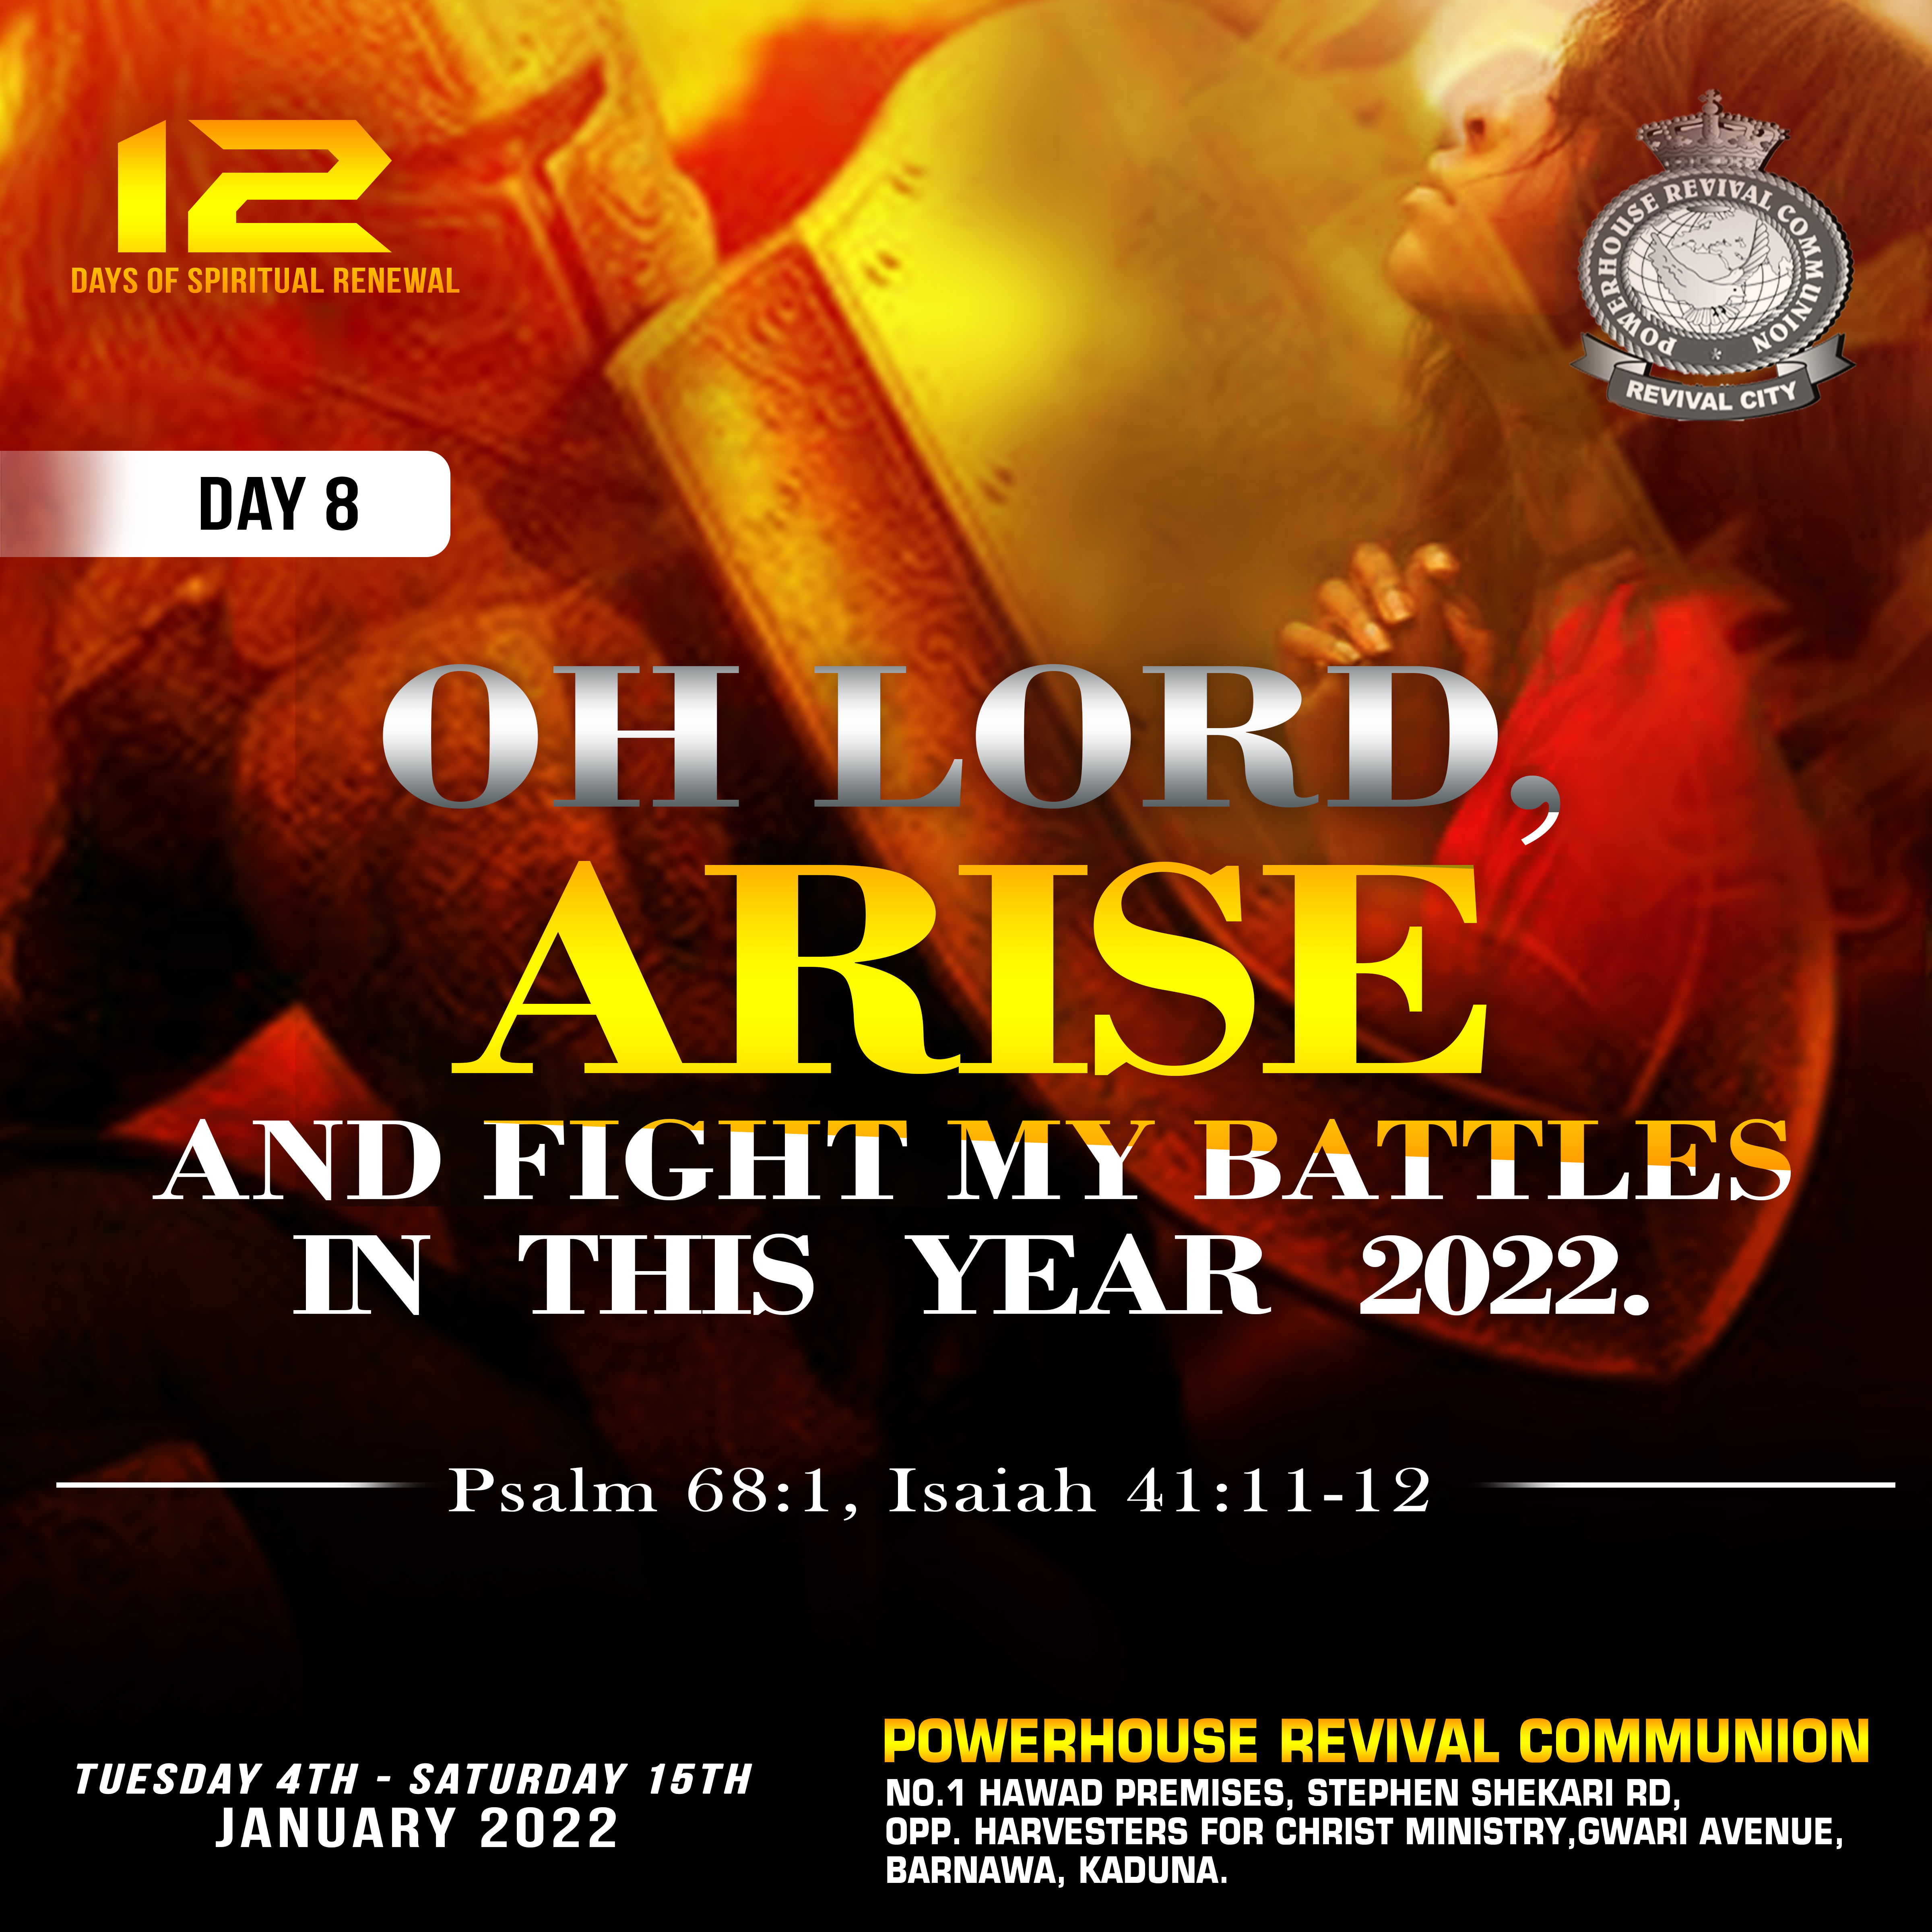 12
DAYS OF SPIRITUAL RENEWAL
POWERHOUSE REVIVAL COMMUNION
REVIVAL CITY
DAY 8
OH LORD,
ARISE
AND FIGHT MY BATTLES
IN THIS YEAR 2022.
Psalm 68:1, Isaiah 41:11-12
TUESDAY 4TH - SATURDAY 15TH
JANUARY 2022
POWERHOUSE REVIVAL COMMUNION
NO.1 HAWAD PREMISES, STEPHEN SHEKARI RD,
OPP. HARVESTERS FOR CHRIST MINISTRY,GWARI AVENUE,
BARNAWA, KADUNA.